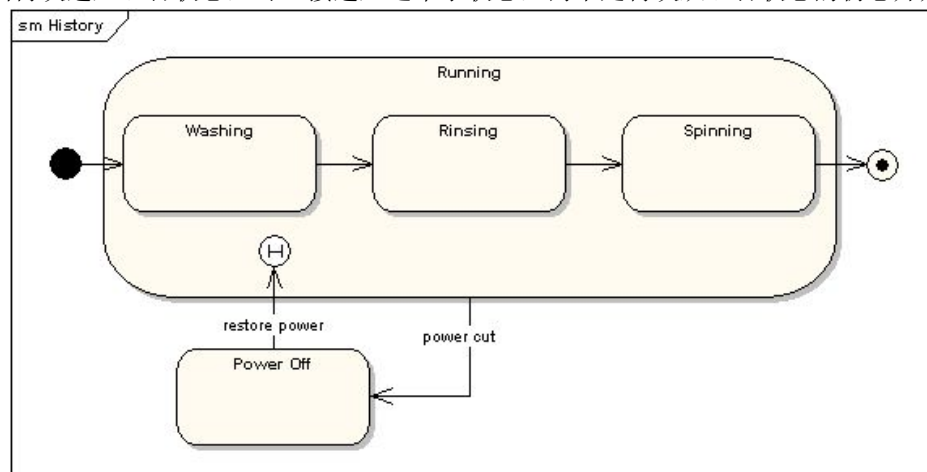 sm History
Running
Washing
Rinsing
Spinning
H
restore power
power cut
Power Off